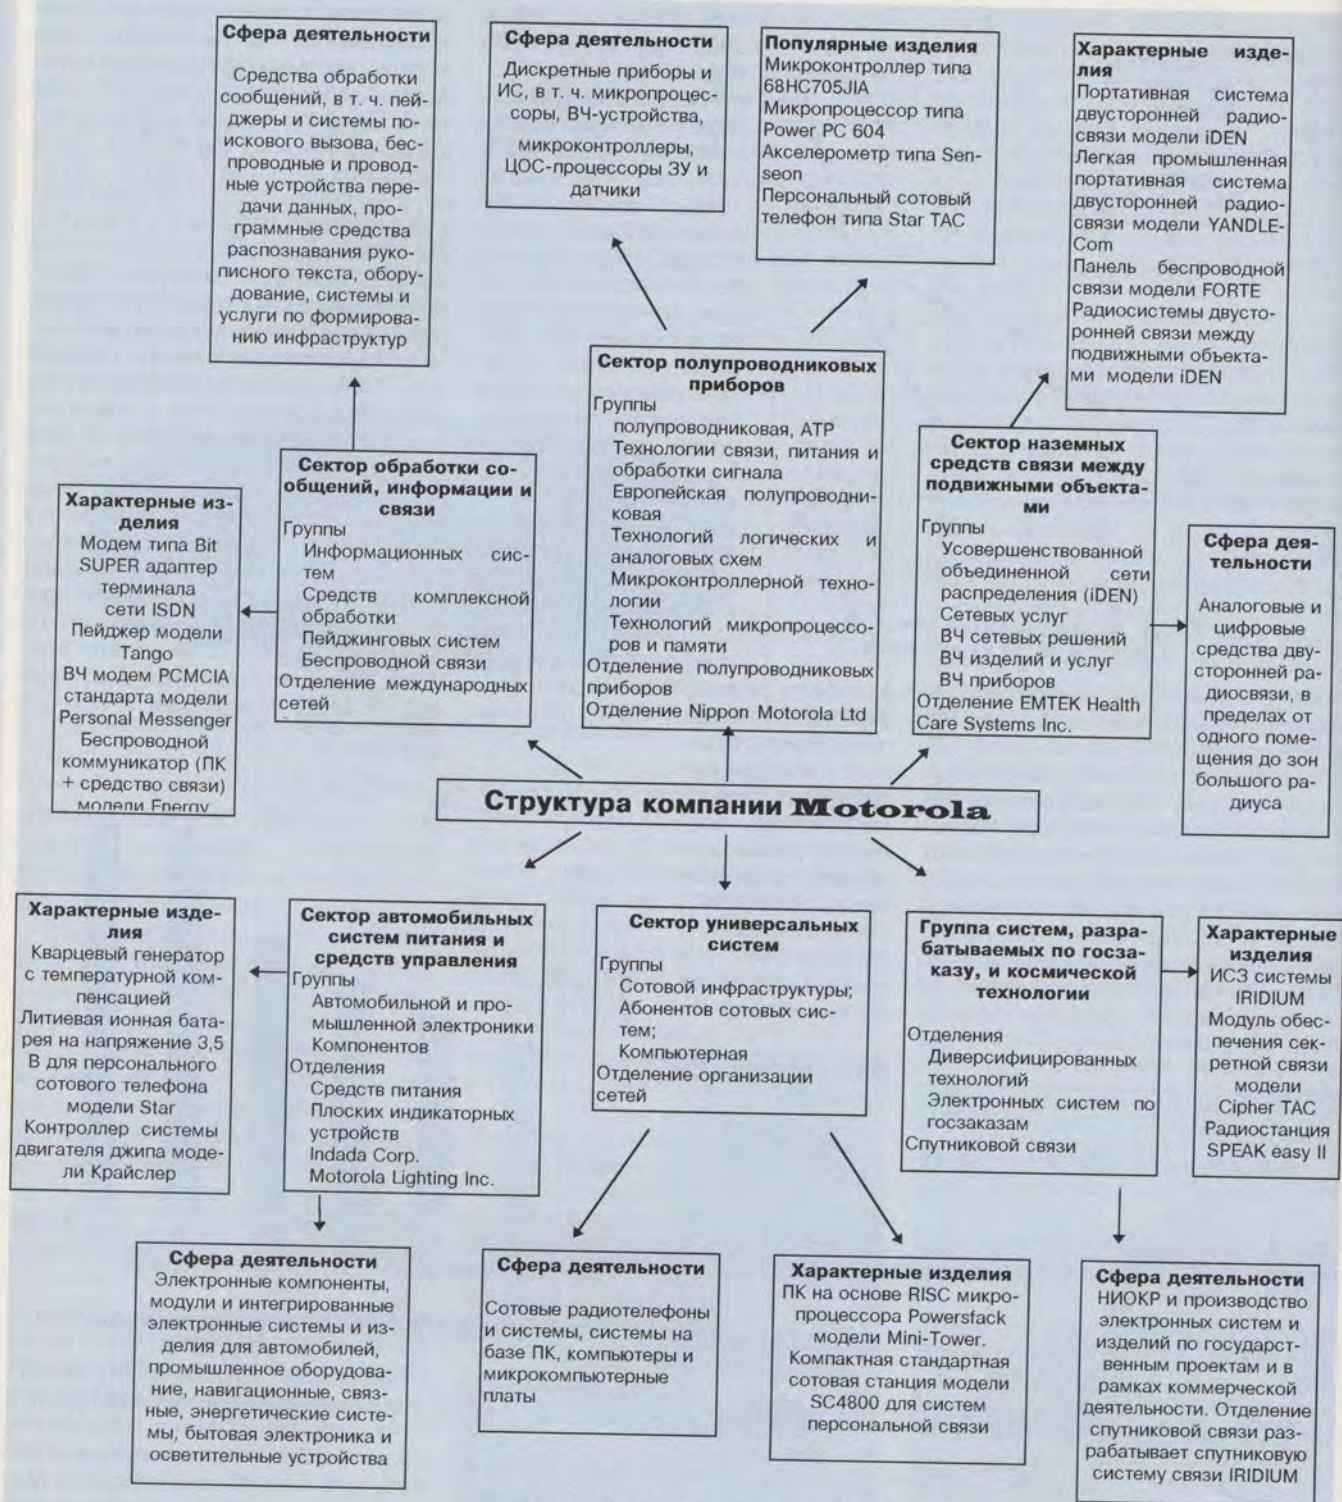 Сфера деятельности
Средства обработки
сообщений, в т. ч. пей-
джеры и системы по-
искового вызова, бес-
проводные и провод-
ные устройства пере-
дачи данных, про-
граммные средства
распознавания руко-
писного текста, обору-
дование, системы и
услуги по формирова-
нию инфраструктур
Сфера деятельности
Дискретные приборы и
ИС, в т. ч. микропроцес-
соры, ВЧ-устройства,
микроконтроллеры,
ЦОС-процессоры ЗУ и
датчики
Популярные изделия
Микроконтроллер типа
68HC705JIA
Микропроцессор типа
Power PC 604
Акселерометр типа Sen-
seon
Персональный сотовый
телефон типа Star TAC
Характерные изде-
лия
Портативная система
двусторонней радио-
связи модели iDEN
Легкая промышленная
портативная система
двусторонней радио-
связи модели YANDLE-
Com
Панель беспроводной
связи модели FORTE
Радиосистемы двусто-
ронней связи между
подвижными объекта-
ми модели iDEN
Характерные из-
делия
Модем типа Bit
SUPER адаптер
терминала
сети ISDN
Пейджер модели
Tango
ВЧ модем PCMCIA
стандарта модели
Personal Messenger
Беспроводной
коммуникатор (ПК
+ средство связи)
модели Energy
Сектор обработки со-
общений, информации и
связи
Группы
Информационных сис-
тем
Средств комплексной
обработки
Пейджинговых систем
Беспроводной связи
Отделение международных
сетей
Сектор полупроводниковых
приборов
Группы
полупроводниковая, АТР
Технологии связи, питания и
обработки сигнала
Европейская полупроводни-
ковая
Технологий логических и
аналоговых схем
Микроконтроллерной техно-
логии
Технологий микропроцессо-
ров и памяти
Отделение полупроводниковых
приборов
Отделение Nippon Motorola Ltd
Сектор наземных
средств связи между
подвижными объекта-
ми
Группы
Усовершенствованной
объединенной сети
распределения (iDEN)
Сетевых услуг
ВЧ сетевых решений
ВЧ изделий и услуг
ВЧ приборов
Отделение EMTEK Health
Care Systems Inc.
Сфера дея-
тельности
Аналоговые и
цифровые
средства дву-
сторонней ра-
диосвязи, в
пределах от
одного поме-
щения до зон
большого ра-
диуса
Структура компании Motorola
Характерные изде-
лия
Кварцевый генератор
с температурной ком-
пенсацией
Литиевая ионная бата-
рея на напряжение 3,5
В для персонального
сотового телефона
модели Star
Контроллер системы
двигателя джипа моде-
ли Крайслер
Сектор автомобильных
систем питания и
средств управления
Группы
Автомобильной и про-
мышленной электроники
Компонентов
Отделения
Средств питания
Плоских индикаторных
устройств
Indada Corp.
Motorola Lighting Inc.
Сектор универсальных
систем
Группы
Сотовой инфраструктуры;
Абонентов сотовых сис-
тем;
Компьютерная
Отделение организации
сетей
Группа систем, разра-
батываемых по госза-
казу, и космической
технологии
Отделения
Диверсифицированных
технологий
Электронных систем по
госзаказам
Спутниковой связи
Характерные
изделия
ИСЗ системы
IRIDIUM
Модуль обес-
печения сек-
ретной связи
модели
Cipher TAC
Радиостанция
SPEAK easy II
Сфера деятельности
Электронные компоненты,
модули и интегрированные
электронные системы и из-
делия для автомобилей,
промышленное оборудова-
ние, навигационные, связ-
ные, энергетические систе-
мы, бытовая электроника и
осветительные устройства
Сфера деятельности
Сотовые радиотелефоны
и системы, системы на
базе ПК, компьютеры и
микрокомпьютерные
платы
Характерные изделия
ПК на основе RISC микро-
процессора Powersfack
модели Mini-Tower.
Компактная стандартная
сотовая станция модели
SC4800 для систем
персональной связи
Сфера деятельности
НИОКР и производство
электронных систем и
изделий по государст-
венным проектам и в
рамках коммерческой
деятельности. Отделение
спутниковой связи раз-
рабатывает спутниковую
систему связи IRIDIUM